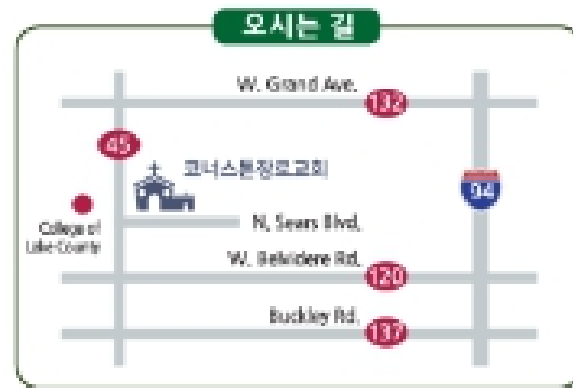 오시는 길
W. Grand Ave.
132
45
코너스톤장로교회
94
College of
Lake County
N. Sears Blvd.
W. Belvidere Rd.
120
Buckley Rd.
137